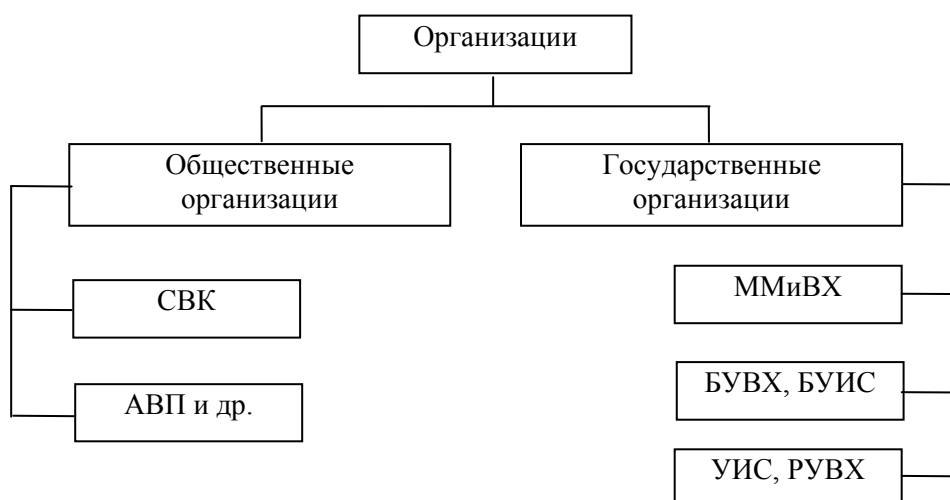 Организации
Общественные
организации
Государственные
организации
СВК
ММиВХ
АВП и др.
БУВХ, БУИС
УИС, РУВХ